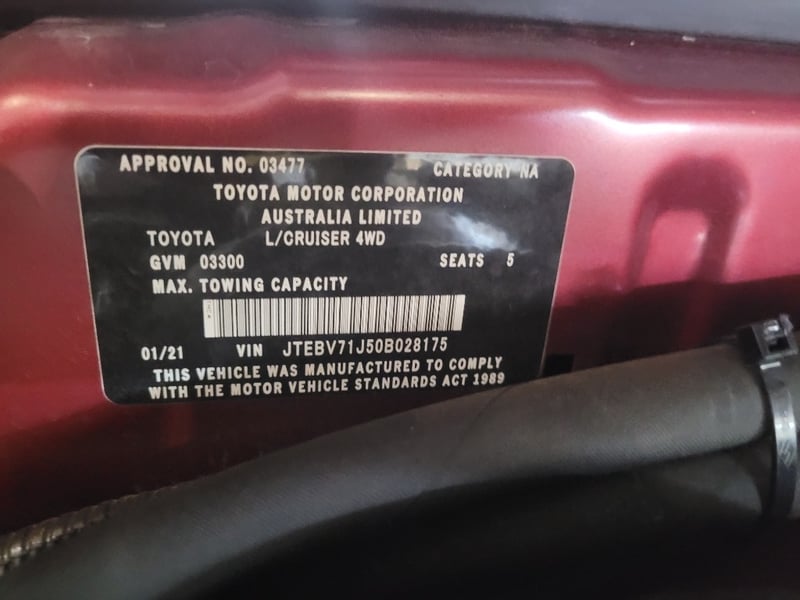 APPROVAL NO. 03477 CATEGORY NA
TOYOTA MOTOR CORPORATION
AUSTRALIA LIMITED
TOYOTA L/CRUISER 4WD
GVM 03300 SEATS 5
MAX. TOWING CAPACITY
01/21 VIN JTEBV71J50B028175
THIS VEHICLE WAS MANUFACTURED TO COMPLY
WITH THE MOTOR VEHICLE STANDARDS ACT 1989